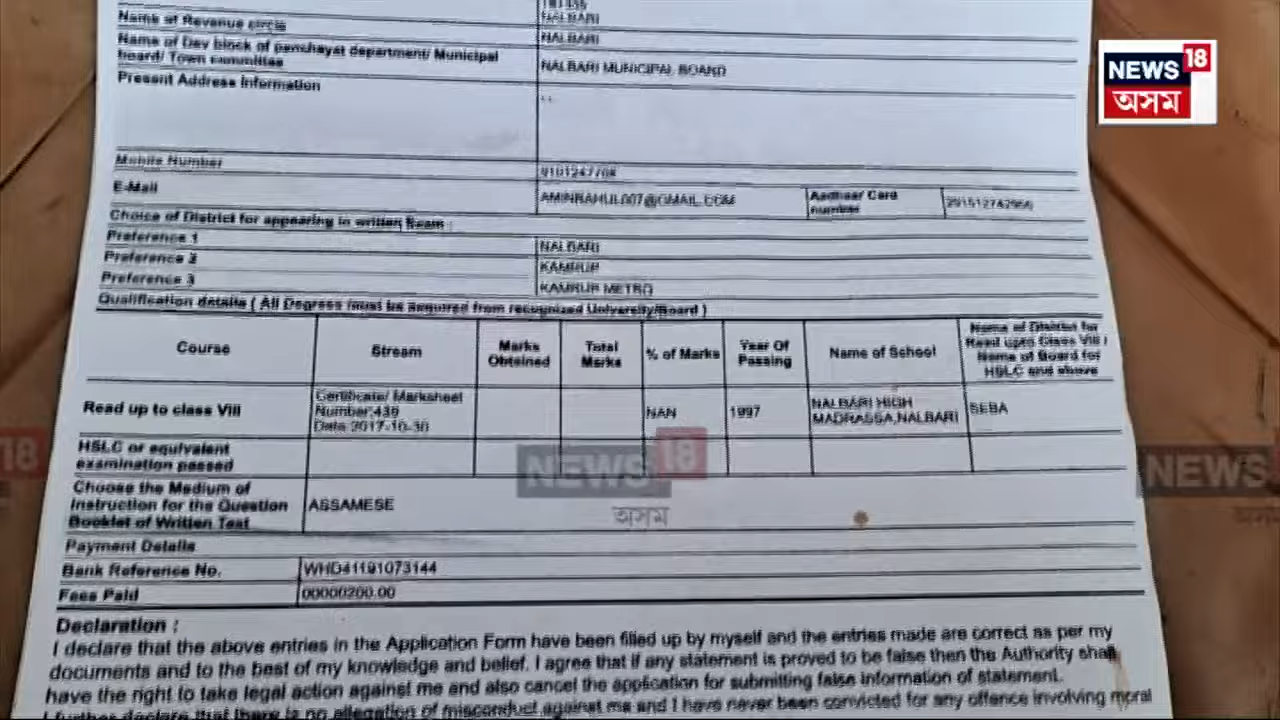 Name of Revenue circle
NALBARI
Name of Dev block of panchayat department/ Municipal
board/ Town committee
NALBARI
NALBARI MUNICIPAL BOARD
Present Address Information
Mobile Number
E-Mail
Aadhaar Card
number
Choice of District for appearing in written Exam :
Preference 1
NALBARI
Preference 2
KAMRUP
Preference 3
KAMRUP METRO
Qualification details ( All Degrees must be acquired from recognized University/Board )
Course
Stream
Marks
Obtained
Total
Marks
% of Marks
Year Of
Passing
Name of School
Name of District for
Read upto Class VIII /
Name of Board for
HSLC and above
Read up to class VIII
Certificate/ Marksheet
Number:439
Date:2017-10-30
NAN
1997
NALBARI HIGH
MADRASSA,NALBARI
SEBA
HSLC or equivalent
examination passed
Choose the Medium of
Instruction for the Question
Booklet of Written Test
ASSAMESE
Payment Details
Bank Reference No.
WHD41191073144
Fees Paid
00000200.00
Declaration :
I declare that the above entries in the Application Form have been filled up by myself and the entries made are correct as per my
documents and to the best of my knowledge and belief. I agree that if any statement is proved to be false then the Authority shall
have the right to take legal action against me and also cancel the application for submitting false information of statement.
I further declare that there is no allegation of misconduct against me and I have never been convicted for any offence involving moral
NEWS 18
অসম
18
NEWS 18
অসম
NEWS
অসম